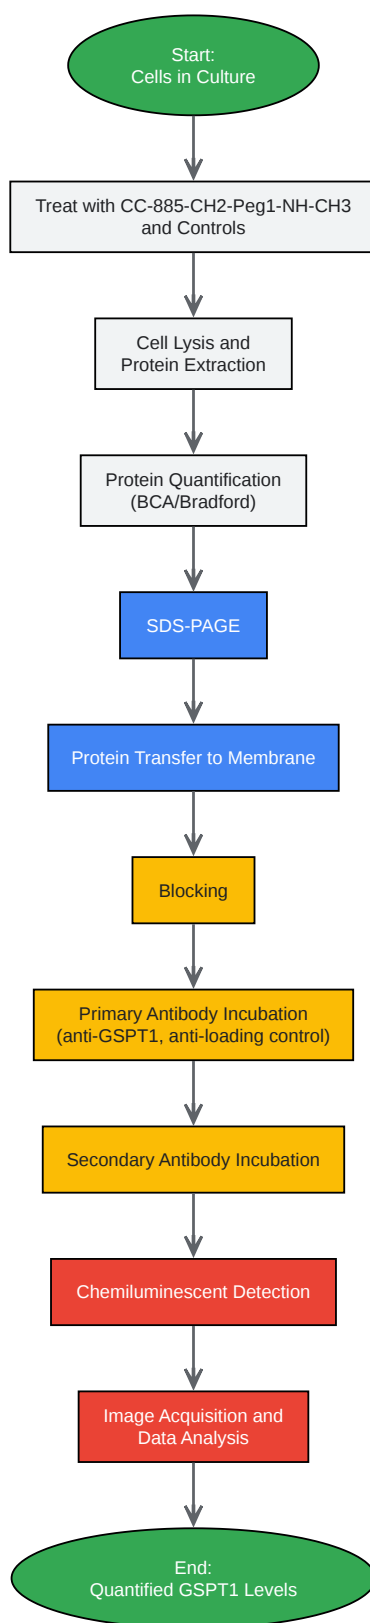 Start:
Cells in Culture
Treat with CC-885-CH2-Peg1-NH-CH3
and Controls
Cell Lysis and
Protein Extraction
Protein Quantification
(BCA/Bradford)
SDS-PAGE
Protein Transfer to Membrane
Blocking
Primary Antibody Incubation
(anti-GSPT1, anti-loading control)
Secondary Antibody Incubation
Chemiluminescent Detection
Image Acquisition and
Data Analysis
End:
Quantified GSPT1 Levels